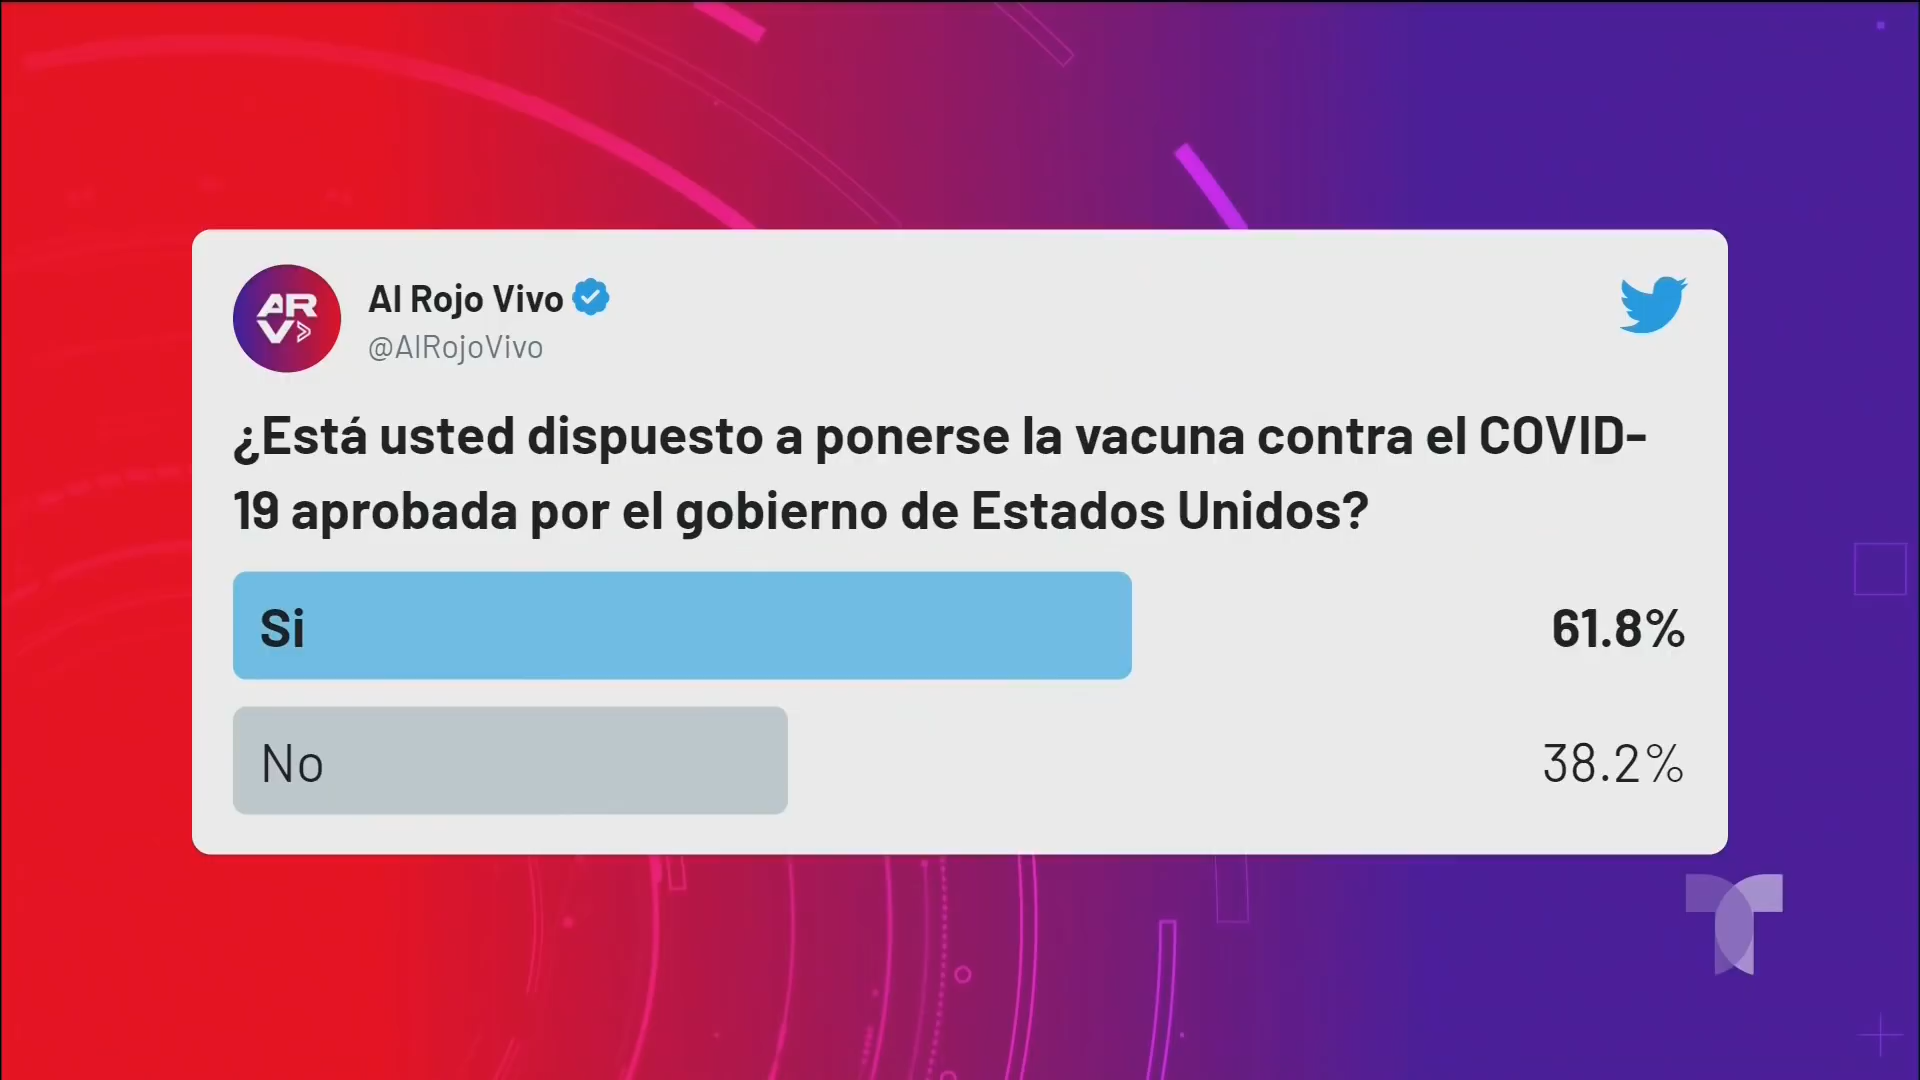 ARV
Al Rojo Vivo
@AlRojoVivo
¿Está usted dispuesto a ponerse la vacuna contra el COVID-
19 aprobada por el gobierno de Estados Unidos?
Si 61.8%
No 38.2%